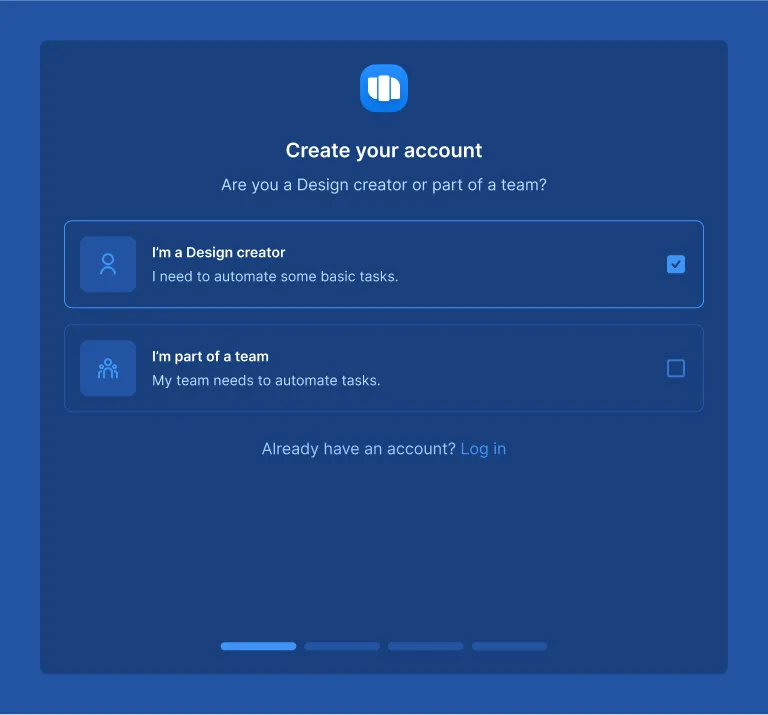 Create your account
Are you a Design creator or part of a team?
I’m a Design creator
I need to automate some basic tasks.
I’m part of a team
My team needs to automate tasks.
Already have an account? Log in